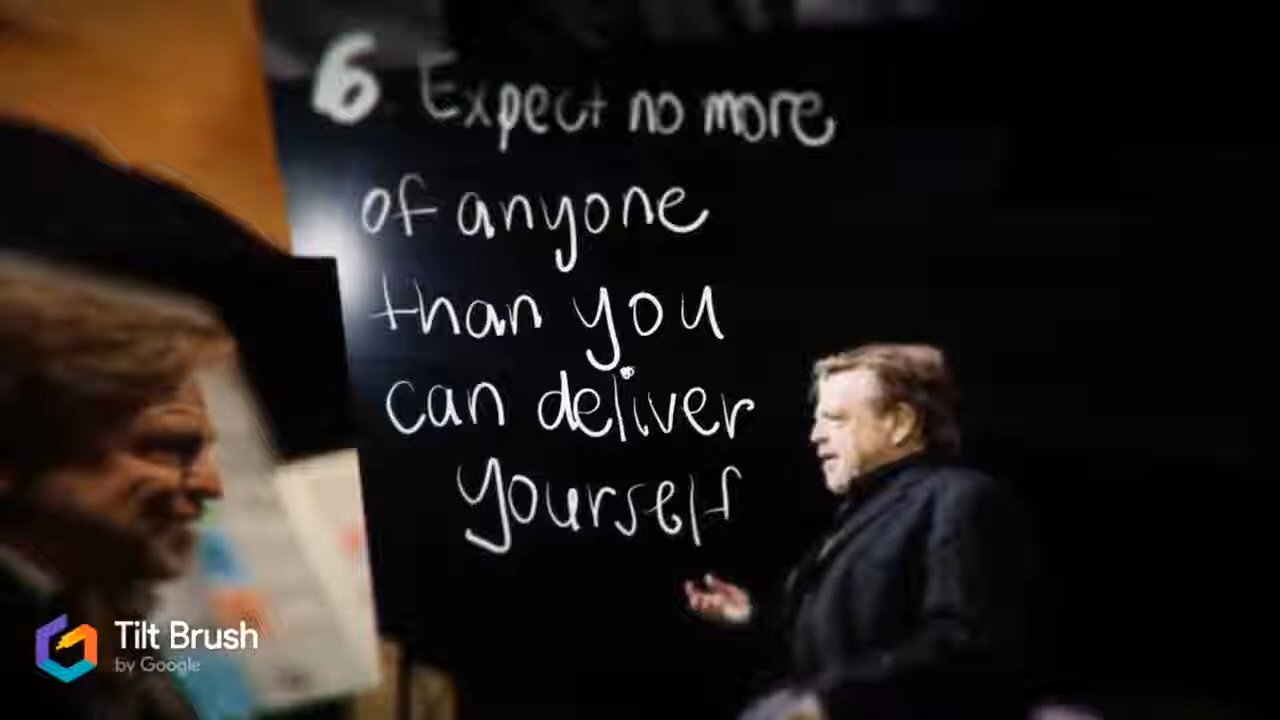 6 Expect no more
of anyone
than you
can deliver
yourself
Tilt Brush
by Google